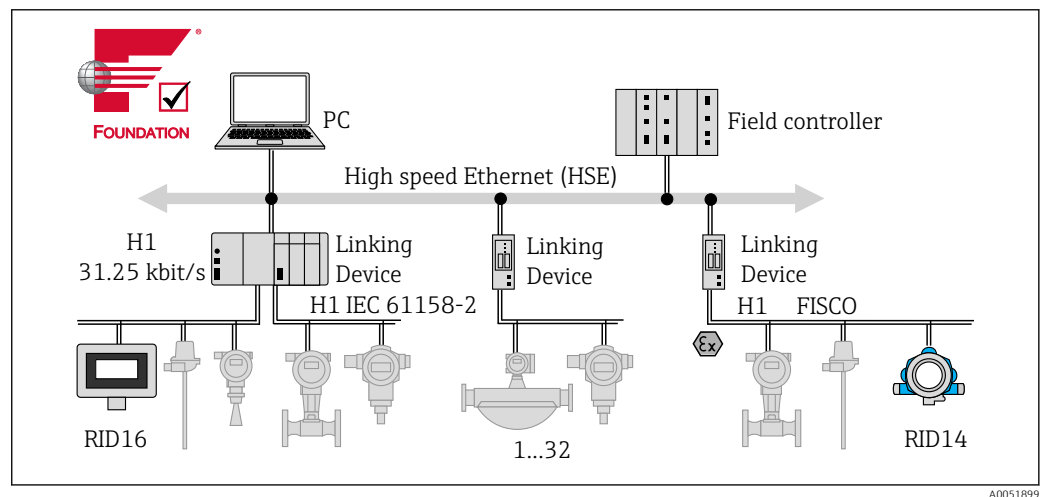 ®
FOUNDATION
PC
Field controller
High speed Ethernet (HSE)
H1
31.25 kbit/s
Linking
Device
Linking
Device
Linking
Device
H1 IEC 61158-2
H1 FISCO
Ex
RID16
1...32
RID14
A0051899